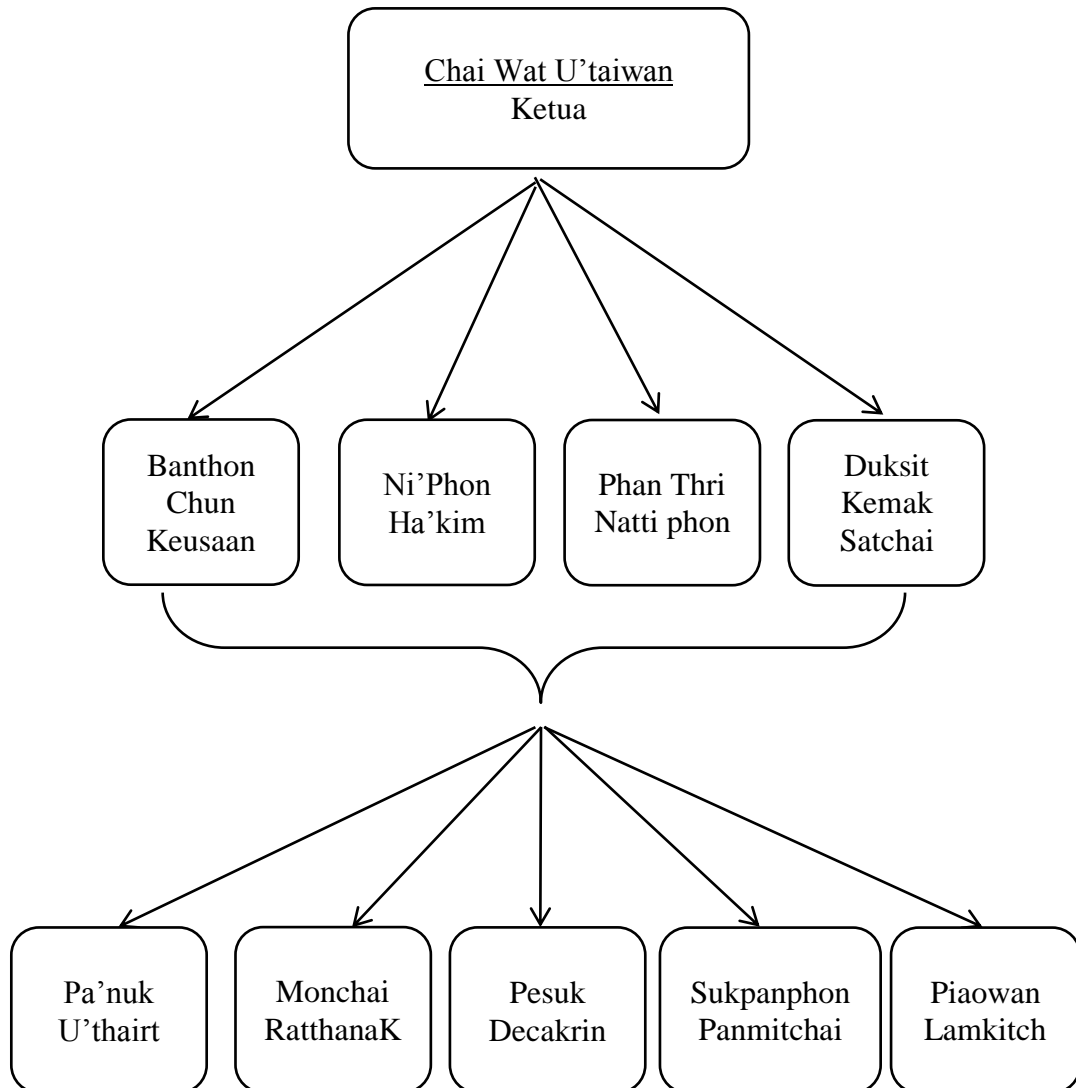 Chai Wat U’taiwan
Ketua
Banthon
Chun
Keusaan
Ni’Phon
Ha’kim
Phan Thri
Natti phon
Duksit
Kemak
Satchai
Pa’nuk
U’thairt
Monchai
RatthanaK
Pesuk
Decakrin
Sukpanphon
Panmitchai
Piaowan
Lamkitch